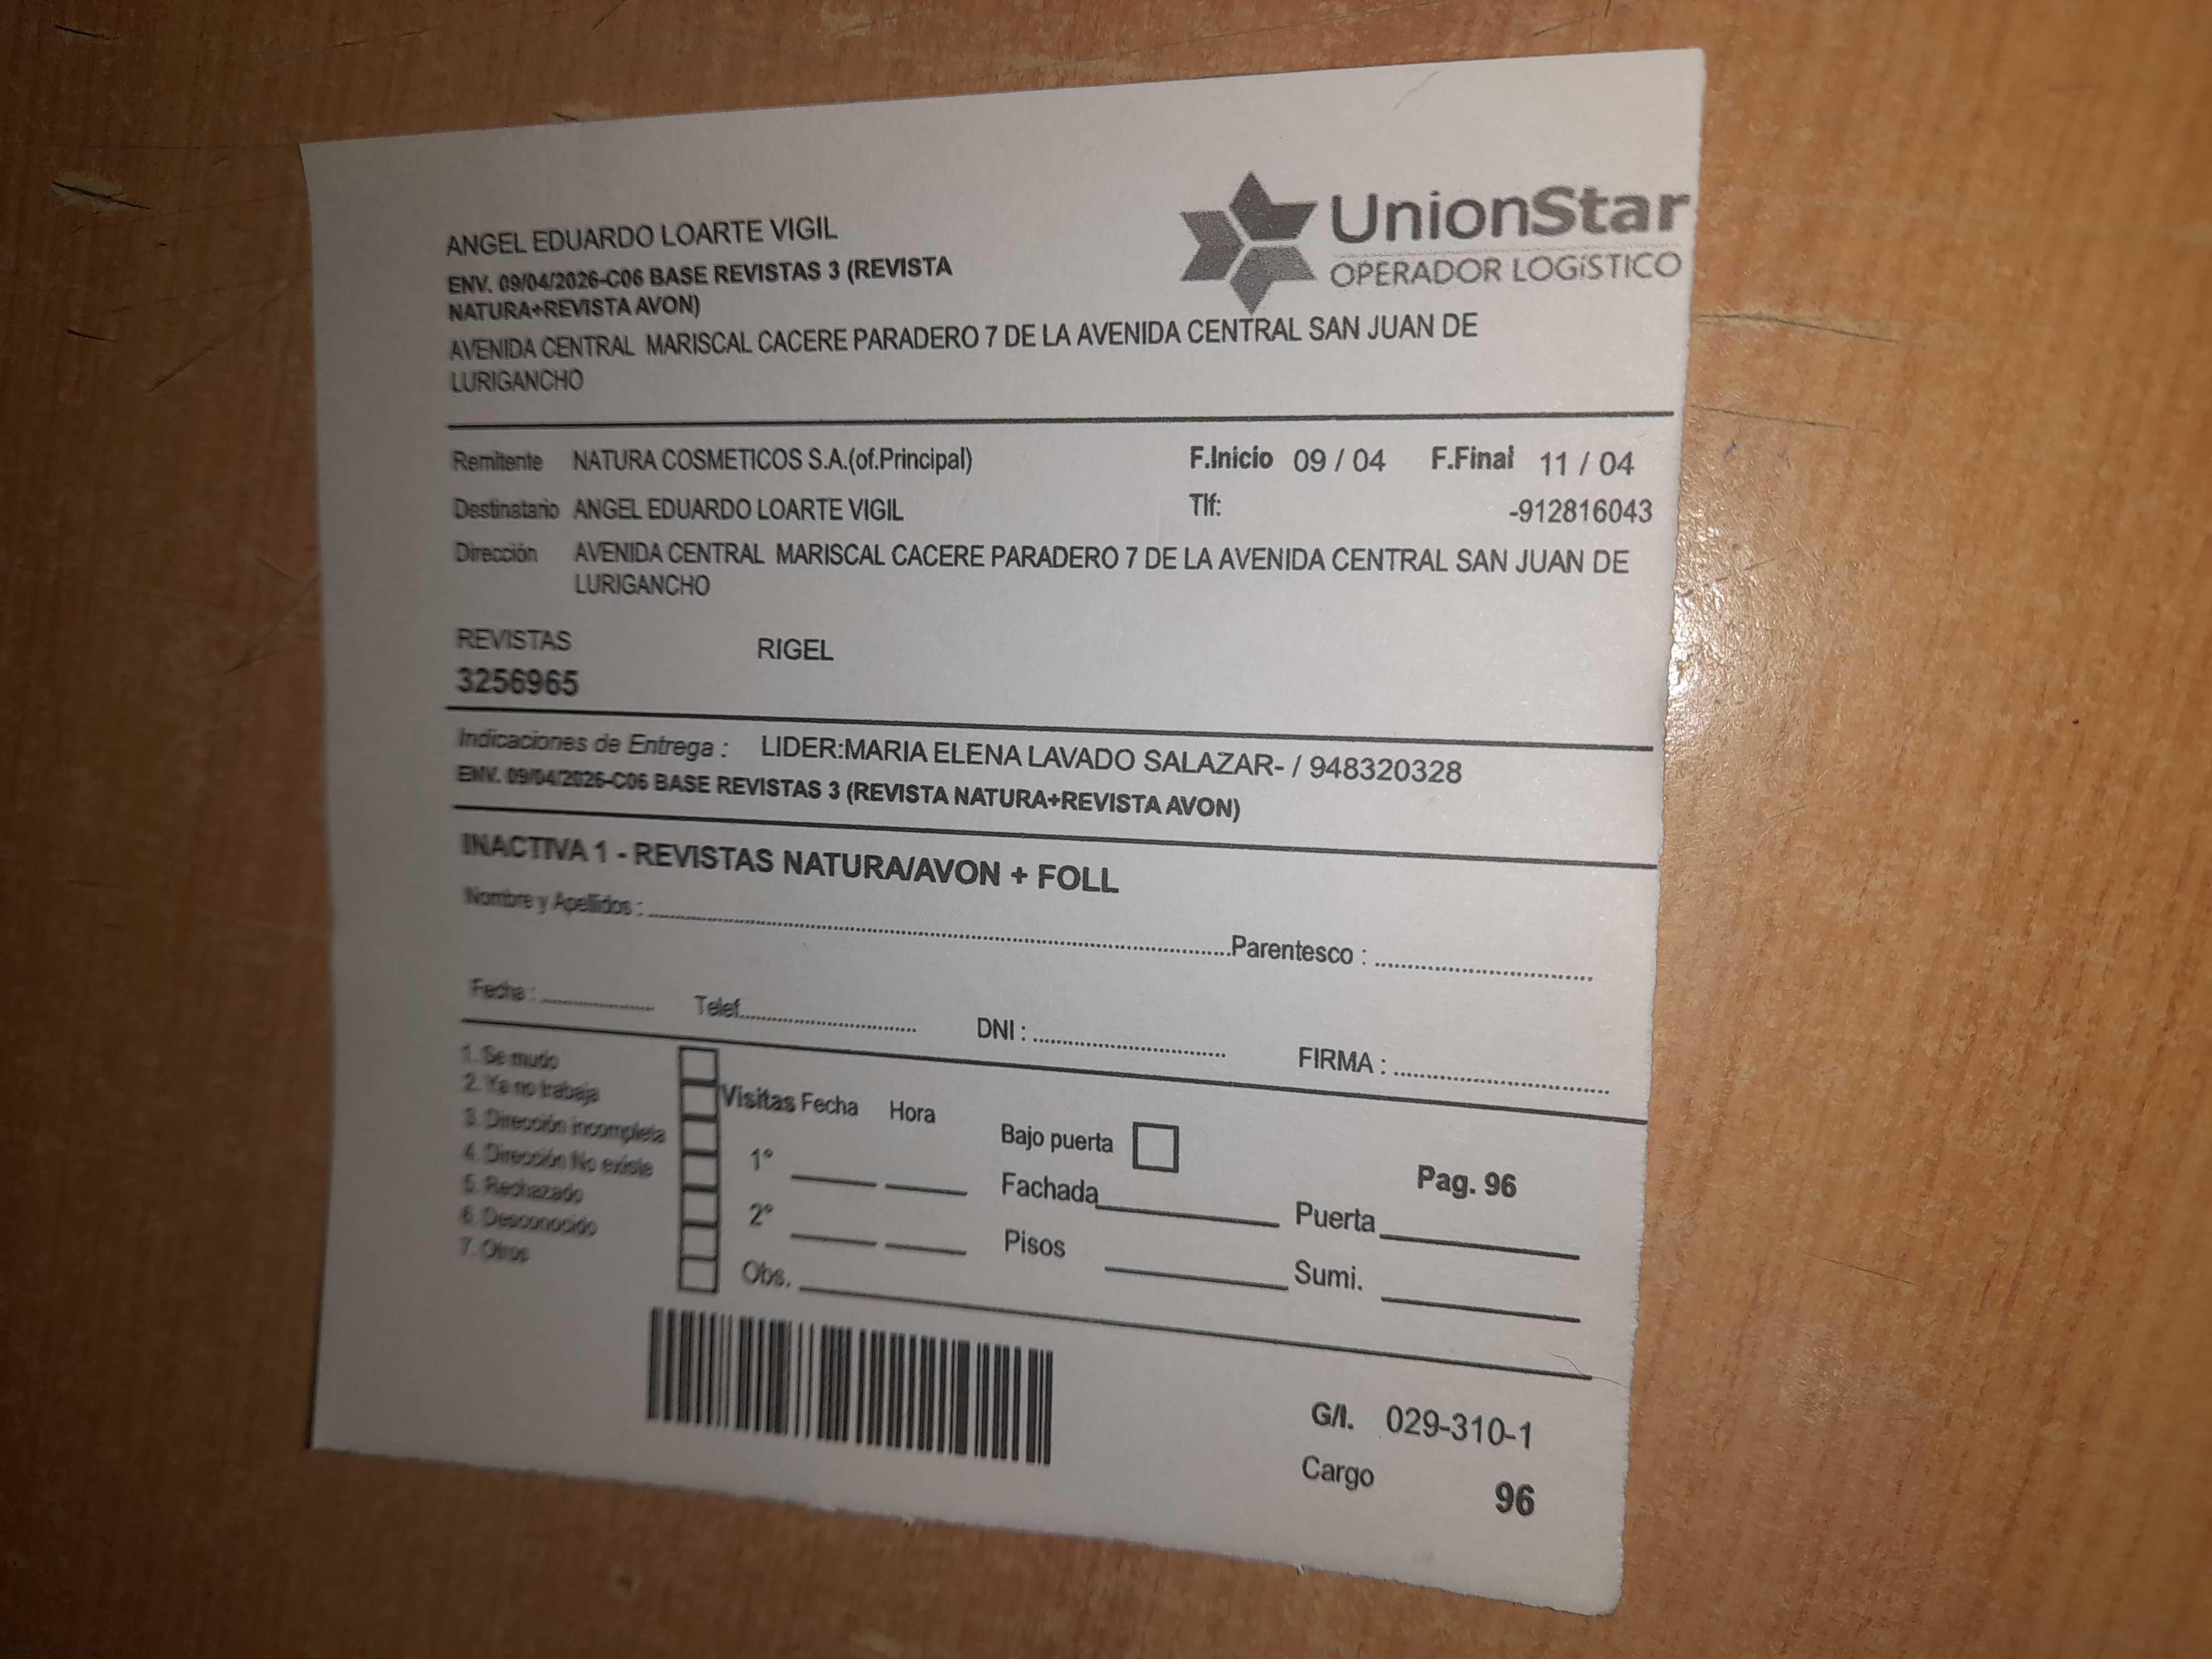 ANGEL EDUARDO LOARTE VIGIL
UnionStar
OPERADOR LOGíSTICO
ENV. 09/04/2026-C06 BASE REVISTAS 3 (REVISTA
NATURA+REVISTA AVON)
AVENIDA CENTRAL MARISCAL CACERE PARADERO 7 DE LA AVENIDA CENTRAL SAN JUAN DE
LURIGANCHO
Remitente NATURA COSMETICOS S.A.(of.Principal) F.Inicio 09 / 04 F.Final 11 / 04
Destinatario ANGEL EDUARDO LOARTE VIGIL Tlf: -912816043
Dirección AVENIDA CENTRAL MARISCAL CACERE PARADERO 7 DE LA AVENIDA CENTRAL SAN JUAN DE
LURIGANCHO
REVISTAS RIGEL
3256965
Indicaciones de Entrega : LIDER:MARIA ELENA LAVADO SALAZAR- / 948320328
ENV. 09/04/2026-C06 BASE REVISTAS 3 (REVISTA NATURA+REVISTA AVON)
INACTIVA 1 - REVISTAS NATURA/AVON + FOLL
Nombre y Apellidos : Parentesco :
Fecha : Telef. DNI : FIRMA :
1. Se mudo
2. Ya no trabaja
3. Dirección incompleta
4. Dirección No existe
5. Rechazado
6. Desconocido
7. Otros
Visitas Fecha Hora
1°
2°
Obs.
Bajo puerta
Fachada Puerta
Pisos Sumi.
Pag. 96
G/I. 029-310-1
Cargo 96